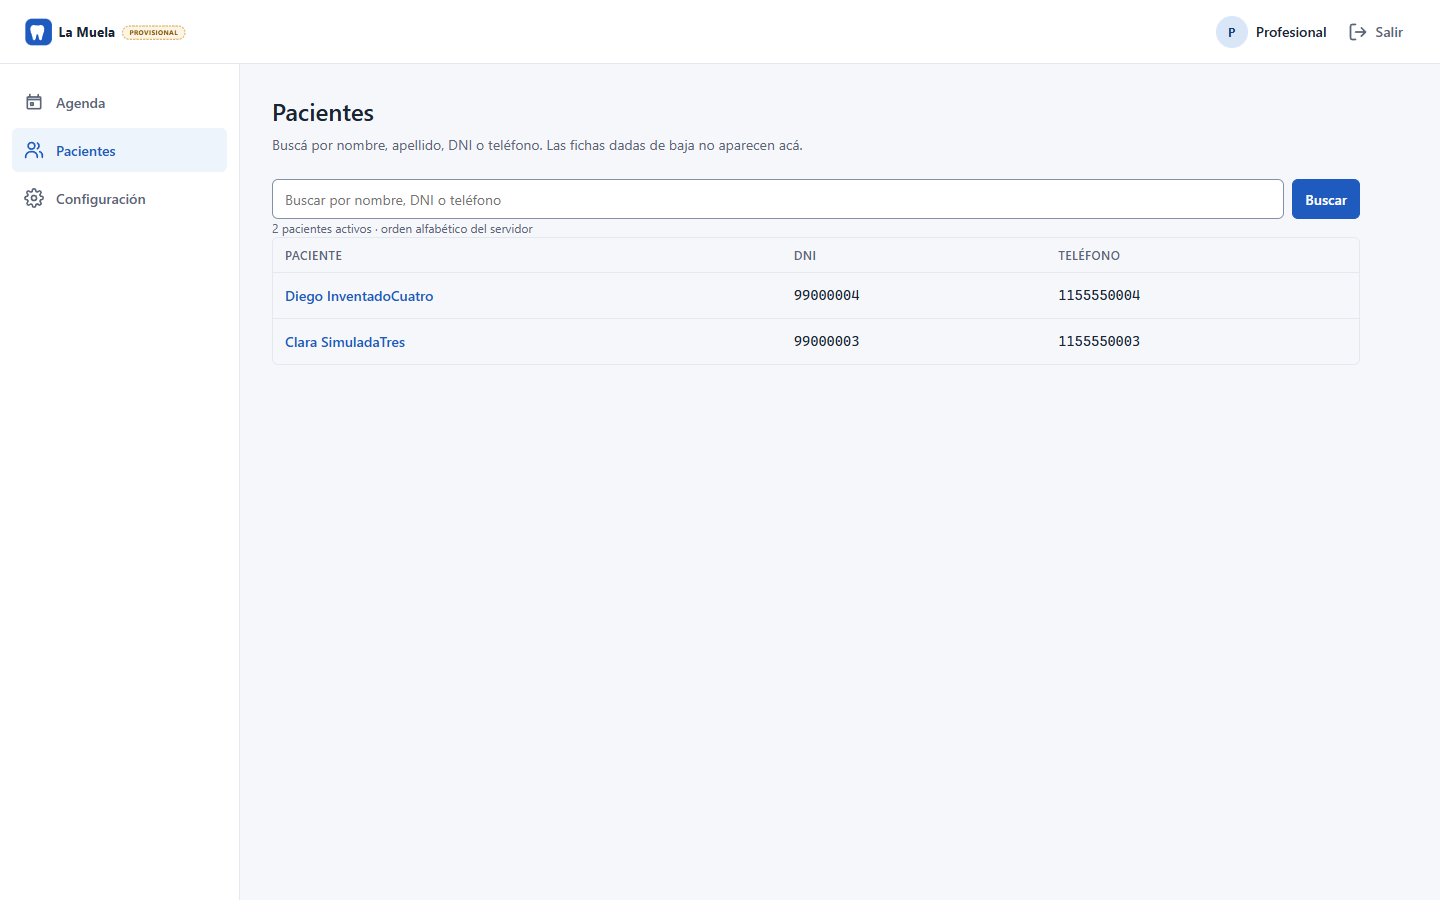 La Muela PROVISIONAL
P Profesional Salir
Agenda
Pacientes
Configuración
Pacientes
Buscá por nombre, apellido, DNI o teléfono. Las fichas dadas de baja no aparecen acá.
Buscar por nombre, DNI o teléfono Buscar
2 pacientes activos · orden alfabético del servidor
PACIENTE DNI TELÉFONO
Diego InventadoCuatro 99000004 1155550004
Clara SimuladaTres 99000003 1155550003